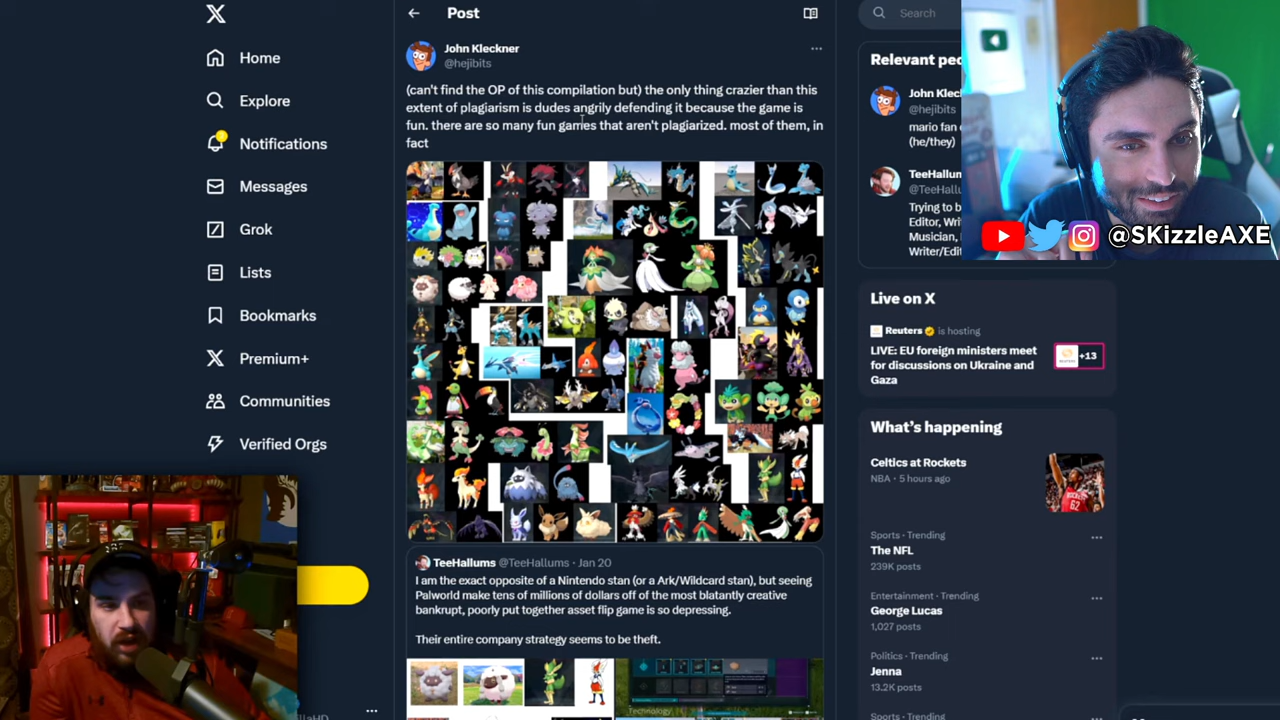 Home
Explore
Notifications
Messages
Grok
Lists
Bookmarks
Premium+
Communities
Verified Orgs
Post
John Kleckner
@hejibits
(can't find the OP of this compilation but) the only thing crazier than this
extent of plagiarism is dudes angrily defending it because the game is
fun. there are so many fun games that aren't plagiarized. most of them, in
fact
TeeHallums @TeeHallums · Jan 20
I am the exact opposite of a Nintendo stan (or a Ark/Wildcard stan), but seeing
Palworld make tens of millions of dollars off of the most blatantly creative
bankrupt, poorly put together asset flip game is so depressing.
Their entire company strategy seems to be theft.
Technology
Search
Relevant
John
@hejibits
mario fan
(he/they)
TeeHallums
Trying to
Editor,
Musician,
Writer/Edit
@SKizzleAXE
Live on X
Reuters is hosting
LIVE: EU foreign ministers meet
for discussions on Ukraine and
Gaza
+13
What's happening
Celtics at Rockets
NBA · 5 hours ago
Sports · Trending
The NFL
239K posts
Entertainment · Trending
George Lucas
1,027 posts
Politics · Trending
Jenna
13.2K posts
Sports · Trending